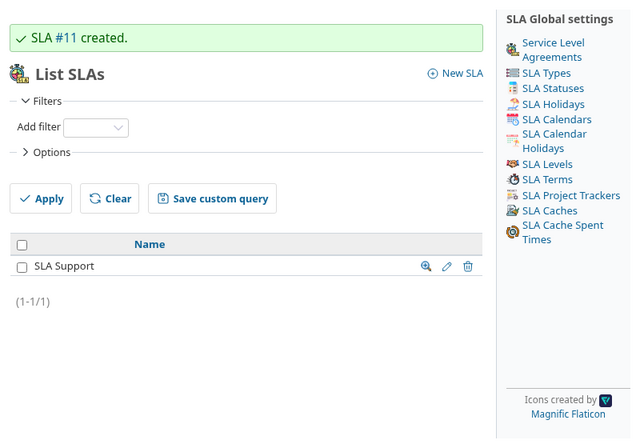 SLA Global settings
SLA #11 created.
Service Level
Agreements
List SLAs
New SLA
SLA Types
SLA Statuses
Filters
SLA Holidays
SLA Calendars
Add filter
SLA Calendar
Holidays
Options
SLA Levels
SLA Terms
SLA Project Trackers
Apply
Clear
Save custom query
SLA Caches
SLA Cache Spent
Times
Name
SLA Support
(1-1/1)
Icons created by
Magnific Flaticon